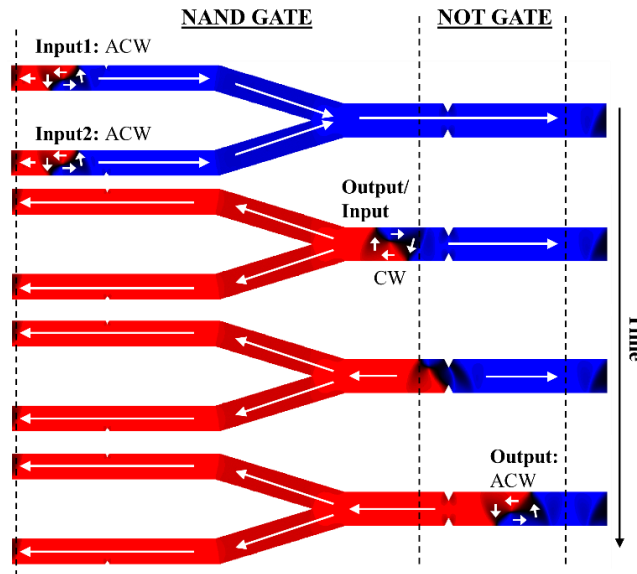 NAND GATE
NOT GATE
Input1: ACW
Input2: ACW
Output/
Input
CW
Time
Output:
ACW